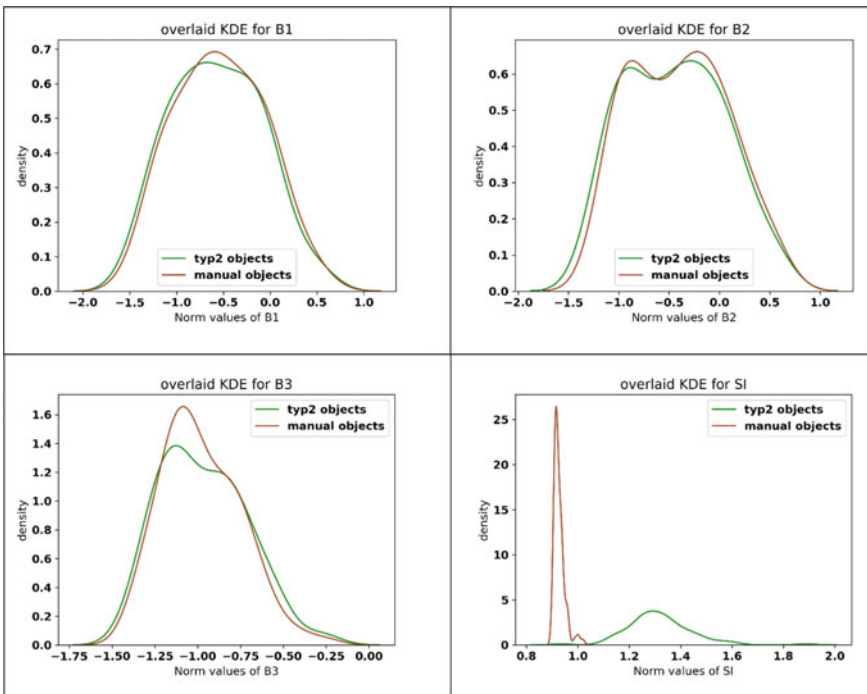 overlaid KDE for B1
0.7
0.6
0.5
0.4
0.3
0.2
0.1
0.0
density
typ2 objects
manual objects
−2.0 −1.5 −1.0 −0.5 0.0 0.5 1.0
Norm values of B1
overlaid KDE for B2
0.6
0.5
0.4
0.3
0.2
0.1
0.0
density
typ2 objects
manual objects
−2.0 −1.5 −1.0 −0.5 0.0 0.5 1.0
Norm values of B2
overlaid KDE for B3
1.6
1.4
1.2
1.0
0.8
0.6
0.4
0.2
0.0
density
typ2 objects
manual objects
−1.75 −1.50 −1.25 −1.00 −0.75 −0.50 −0.25 0.00
Norm values of B3
overlaid KDE for SI
25
20
15
10
5
0
density
typ2 objects
manual objects
0.8 1.0 1.2 1.4 1.6 1.8 2.0
Norm values of SI